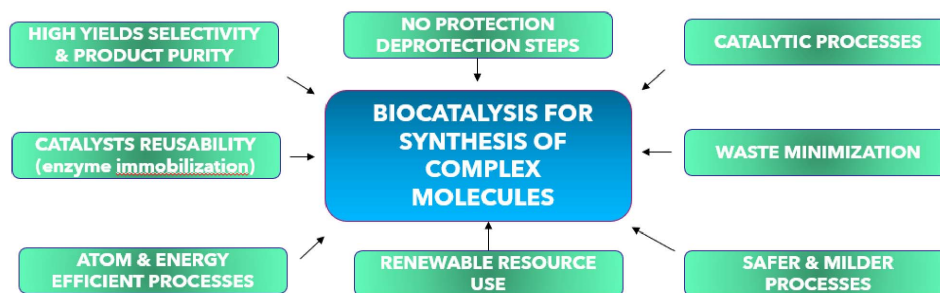 HIGH YIELDS SELECTIVITY
& PRODUCT PURITY
NO PROTECTION
DEPROTECTION STEPS
CATALYTIC PROCESSES
CATALYSTS REUSABILITY
(enzyme immobilization)
BIOCATALYSIS FOR
SYNTHESIS OF
COMPLEX
MOLECULES
WASTE MINIMIZATION
ATOM & ENERGY
EFFICIENT PROCESSES
RENEWABLE RESOURCE
USE
SAFER & MILDER
PROCESSES